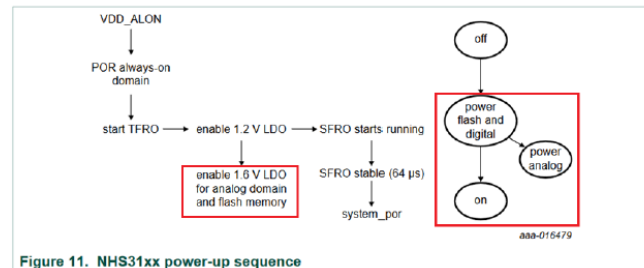 VDD_ALON
POR always-on
domain
start TFRO
enable 1.2 V LDO
SFRO starts running
enable 1.6 V LDO
for analog domain
and flash memory
SFRO stable (64 μs)
system_por
off
power
flash and
digital
power
analog
on
aaa-016479
Figure 11. NHS31xx power-up sequence